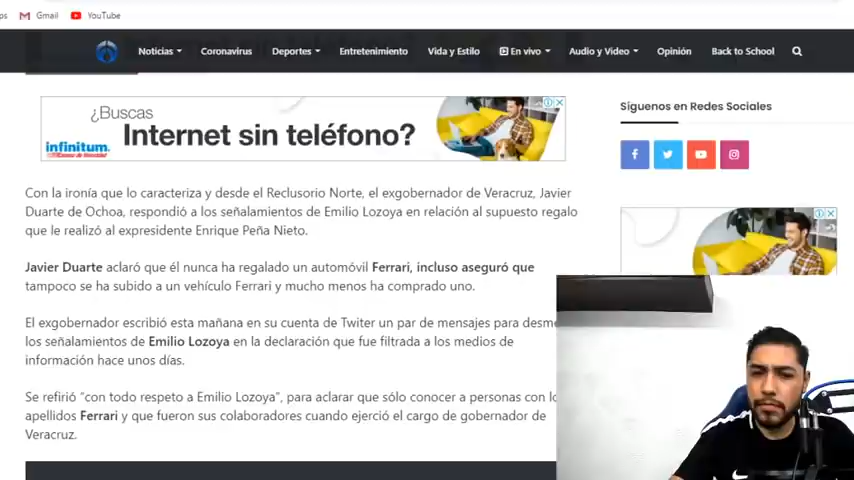 Gmail
YouTube
Noticias
Coronavirus
Deportes
Entretenimiento
Vida y Estilo
En vivo
Audio y Video
Opinión
Back to School
¿Buscas
Internet sin teléfono?
infinitum.
Síguenos en Redes Sociales
Con la ironía que lo caracteriza y desde el Reclusorio Norte, el exgobernador de Veracruz, Javier
Duarte de Ochoa, respondió a los señalamientos de Emilio Lozoya en relación al supuesto regalo
que le realizó al expresidente Enrique Peña Nieto.
Javier Duarte aclaró que él nunca ha regalado un automóvil Ferrari, incluso aseguró que
tampoco se ha subido a un vehículo Ferrari y mucho menos ha comprado uno.
El exgobernador escribió esta mañana en su cuenta de Twiter un par de mensajes para desme
los señalamientos de Emilio Lozoya en la declaración que fue filtrada a los medios de
información hace unos días.
Se refirió “con todo respeto a Emilio Lozoya”, para aclarar que sólo conocer a personas con lo
apellidos Ferrari y que fueron sus colaboradores cuando ejerció el cargo de gobernador de
Veracruz.